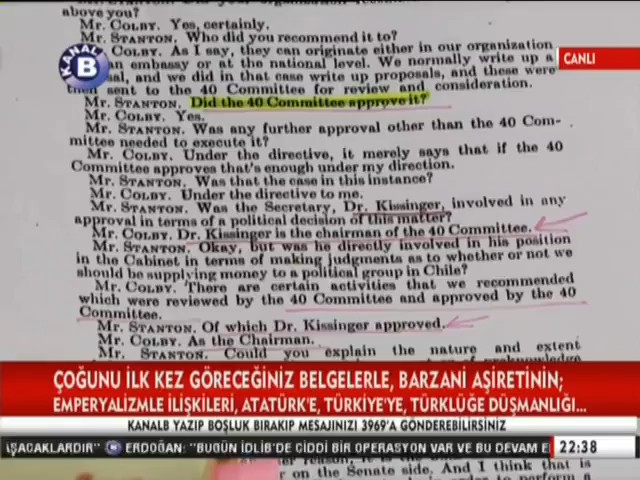 above you?
Mr. COLBY. Yes, certainly.
Mr. STANTON. Who did you recommend it to?
COLBY. As I say, they can originate either in our organization
an embassy or at the national level. We normally write up a
sal, and we did in that case write up proposals, and these were
then sent to the 40 Committee for review and consideration.
Mr. STANTON. Did the 40 Committee approve it?
Mr. COLBY. Yes.
Mr. STANTON. Was any further approval other than the 40 Com-
mittee needed to execute it?
Mr. COLBY. Under the directive, it merely says that if the 40
Committee approves that's enough under my direction.
Mr. STANTON. Was that the case in this instance?
Mr. COLBY. Under the directive to me.
Mr. STANTON. Was the Secretary, Dr. Kissinger, involved in any
approval in terms of a political decision of this matter?
Mr. COLBY. Dr. Kissinger is the chairman of the 40 Committee.
Mr. STANTON. Okay, but was he directly involved in his position
in the Cabinet in terms of making judgments as to whether or not we
should be supplying money to a political group in Chile?
Mr. COLBY. There are certain activities that we recommended
which were reviewed by the 40 Committee and approved by the 40
Committee.
Mr. STANTON. Of which Dr. Kissinger approved.
Mr. COLBY. As the Chairman.
Mr. STANTON. Could you explain the nature and extent
KANAL B
CANLI
ÇOĞUNU İLK KEZ GÖRECEĞİNİZ BELGELERLE, BARZANİ AŞİRETİNİN;
EMPERYALİZMLE İLİŞKİLERİ, ATATÜRK'E, TÜRKİYE'YE, TÜRKLÜĞE DÜŞMANLIĞI...
KANALB YAZIP BOŞLUK BIRAKIP MESAJINIZI 3969'A GÖNDEREBİLİRSİNİZ
AŞACAKLARDIR" B ERDOĞAN: "BUGÜN İDLİB'DE CİDDİ BİR OPERASYON VAR VE BU DEVAM E
22:38
r on the Senate side. And I think that is